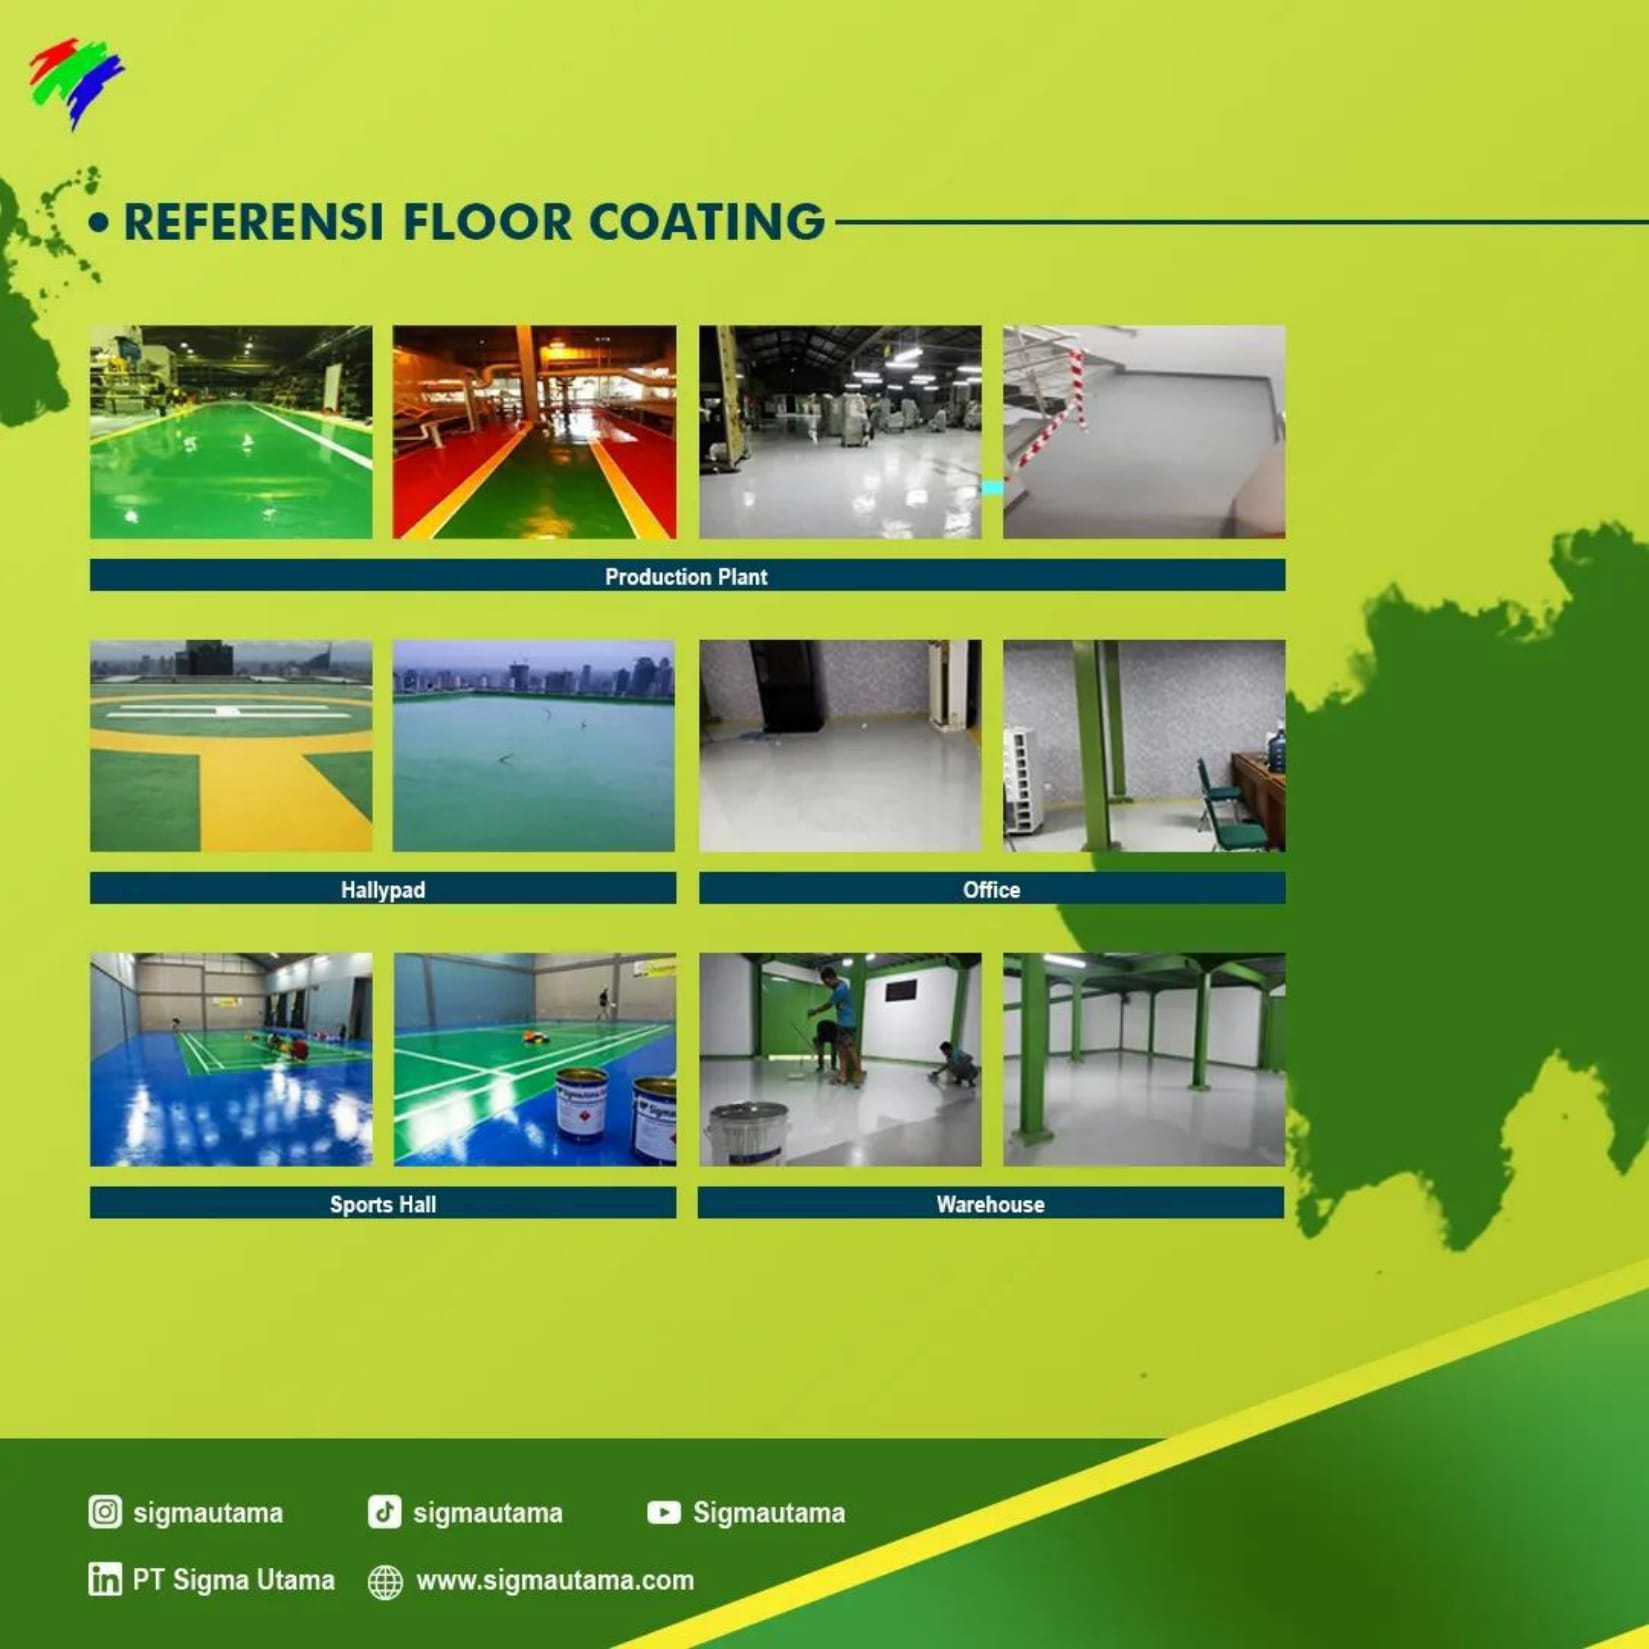 • REFERENSI FLOOR COATING
Production Plant
Hallypad
Office
Sports Hall
Warehouse
sigmautama
sigmautama
Sigmautama
PT Sigma Utama
www.sigmautama.com